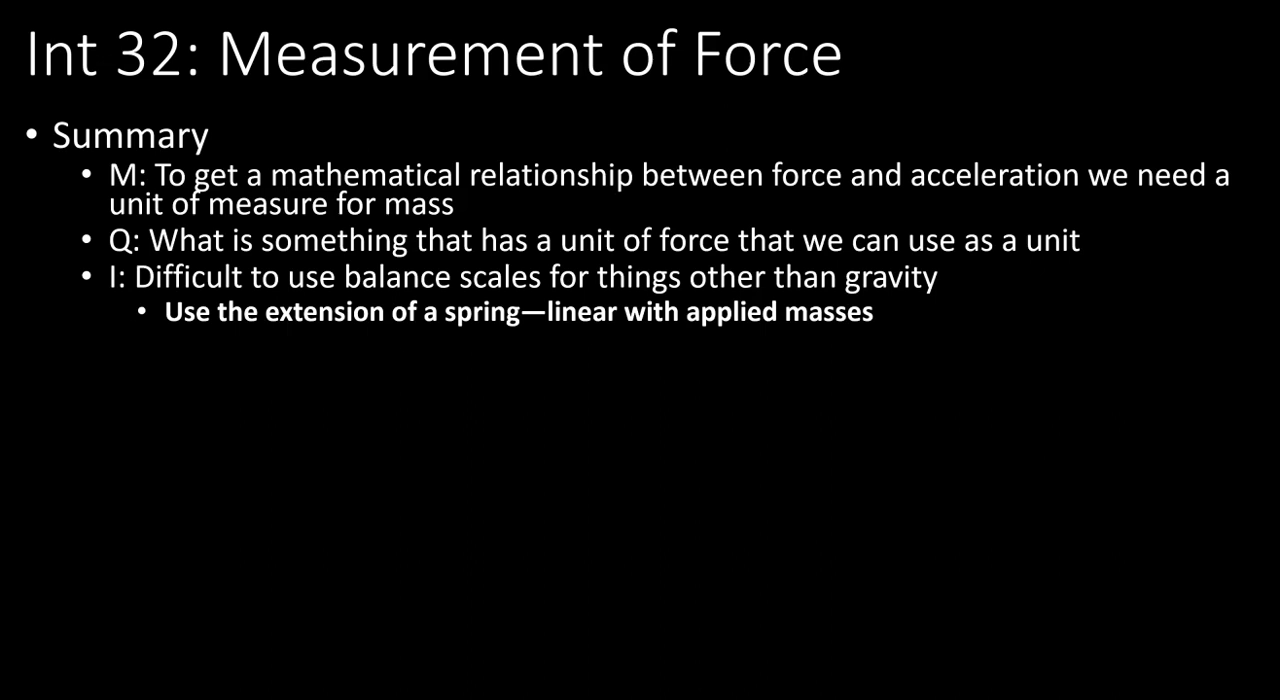 Int 32: Measurement of Force
• Summary
• M: To get a mathematical relationship between force and acceleration we need a
unit of measure for mass
• Q: What is something that has a unit of force that we can use as a unit
• I: Difficult to use balance scales for things other than gravity
• Use the extension of a spring—linear with applied masses